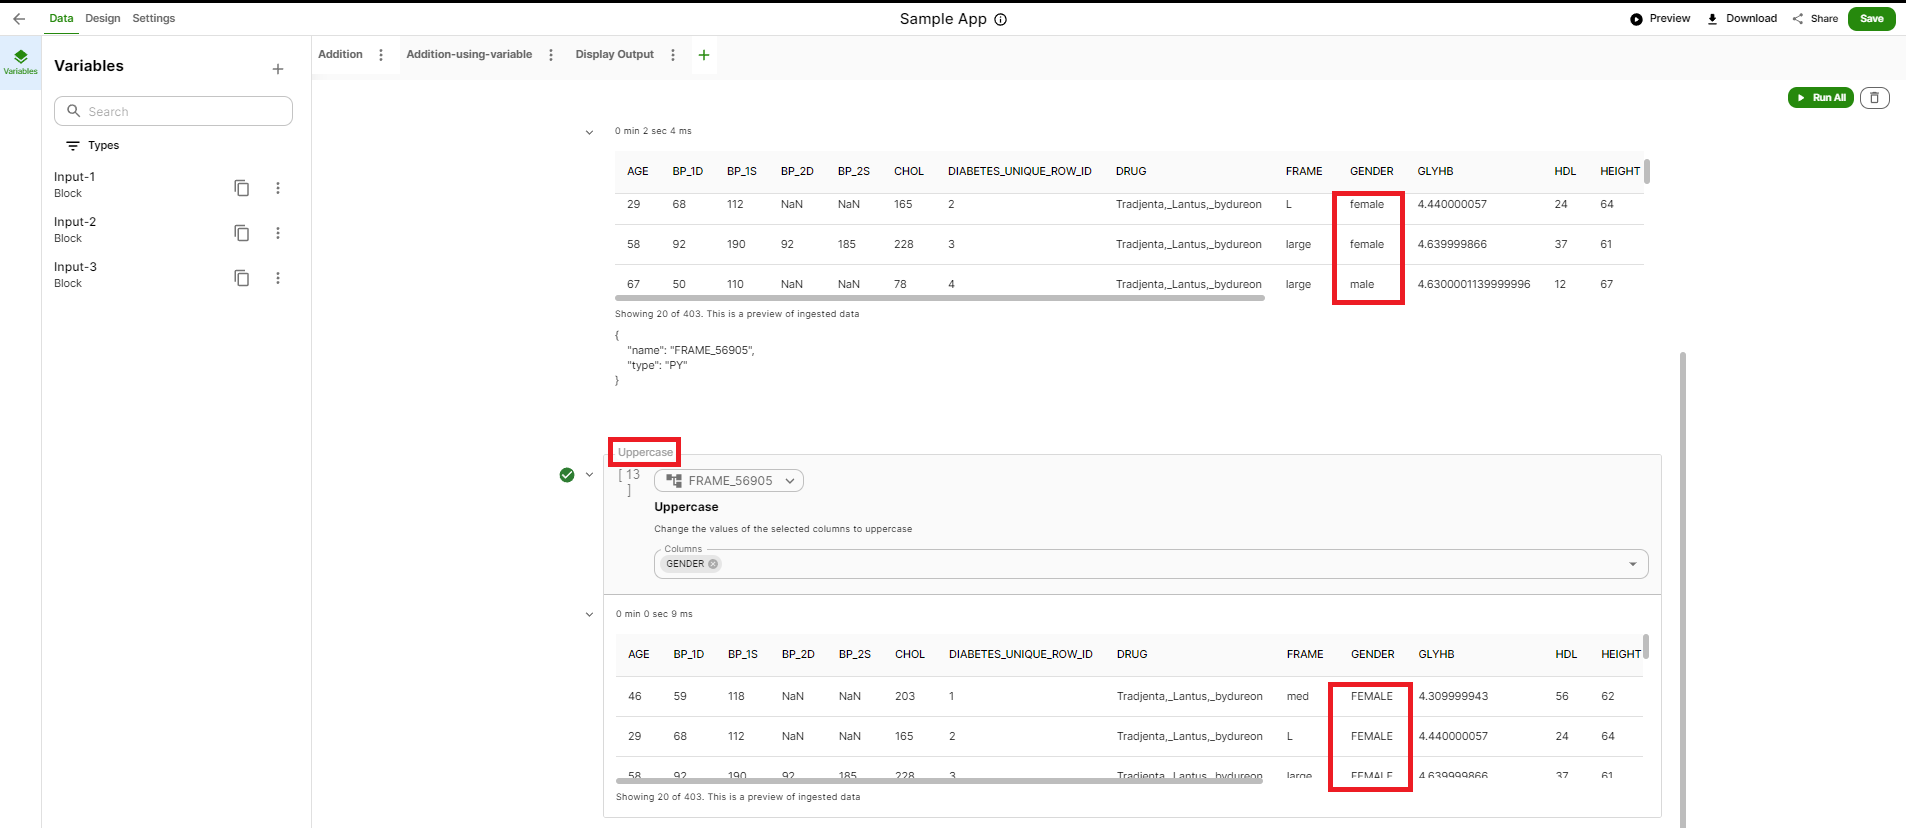 Data Design Settings
Sample App
Preview Download Share Save
Variables
Variables
Search
Types
Input-1
Block
Input-2
Block
Input-3
Block
Addition Addition-using-variable Display Output
Run All
0 min 2 sec 4 ms
AGE BP_1D BP_1S BP_2D BP_2S CHOL DIABETES_UNIQUE_ROW_ID DRUG FRAME GENDER GLYHB HDL HEIGHT
29 68 112 NaN NaN 165 2 Tradjenta,_Lantus,_bydureon L female 4.440000057 24 64
58 92 190 92 185 228 3 Tradjenta,_Lantus,_bydureon large female 4.639999866 37 61
67 50 110 NaN NaN 78 4 Tradjenta,_Lantus,_bydureon large male 4.6300001139999996 12 67
Showing 20 of 403. This is a preview of ingested data
{
"name": "FRAME_56905",
"type": "PY"
}
Uppercase
[ 13
]
FRAME_56905
Uppercase
Change the values of the selected columns to uppercase
Columns
GENDER
0 min 0 sec 9 ms
AGE BP_1D BP_1S BP_2D BP_2S CHOL DIABETES_UNIQUE_ROW_ID DRUG FRAME GENDER GLYHB HDL HEIGHT
46 59 118 NaN NaN 203 1 Tradjenta,_Lantus,_bydureon med FEMALE 4.309999943 56 62
29 68 112 NaN NaN 165 2 Tradjenta,_Lantus,_bydureon L FEMALE 4.440000057 24 64
58 92 190 92 185 228 3 Tradjenta,_Lantus,_bydureon large FEMALE 4.639999866 37 61
Showing 20 of 403. This is a preview of ingested data